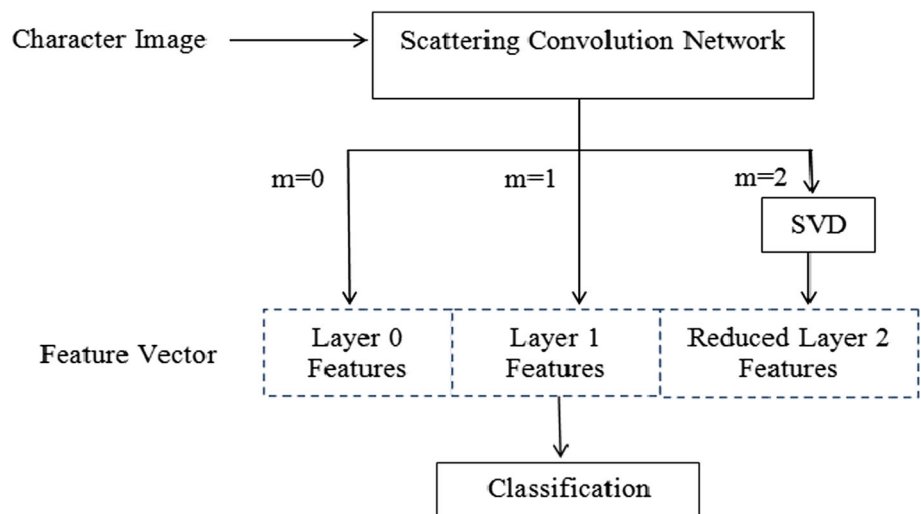 Character Image
Scattering Convolution Network
m=0
m=1
m=2
SVD
Feature Vector
Layer 0
Features
Layer 1
Features
Reduced Layer 2
Features
Classification